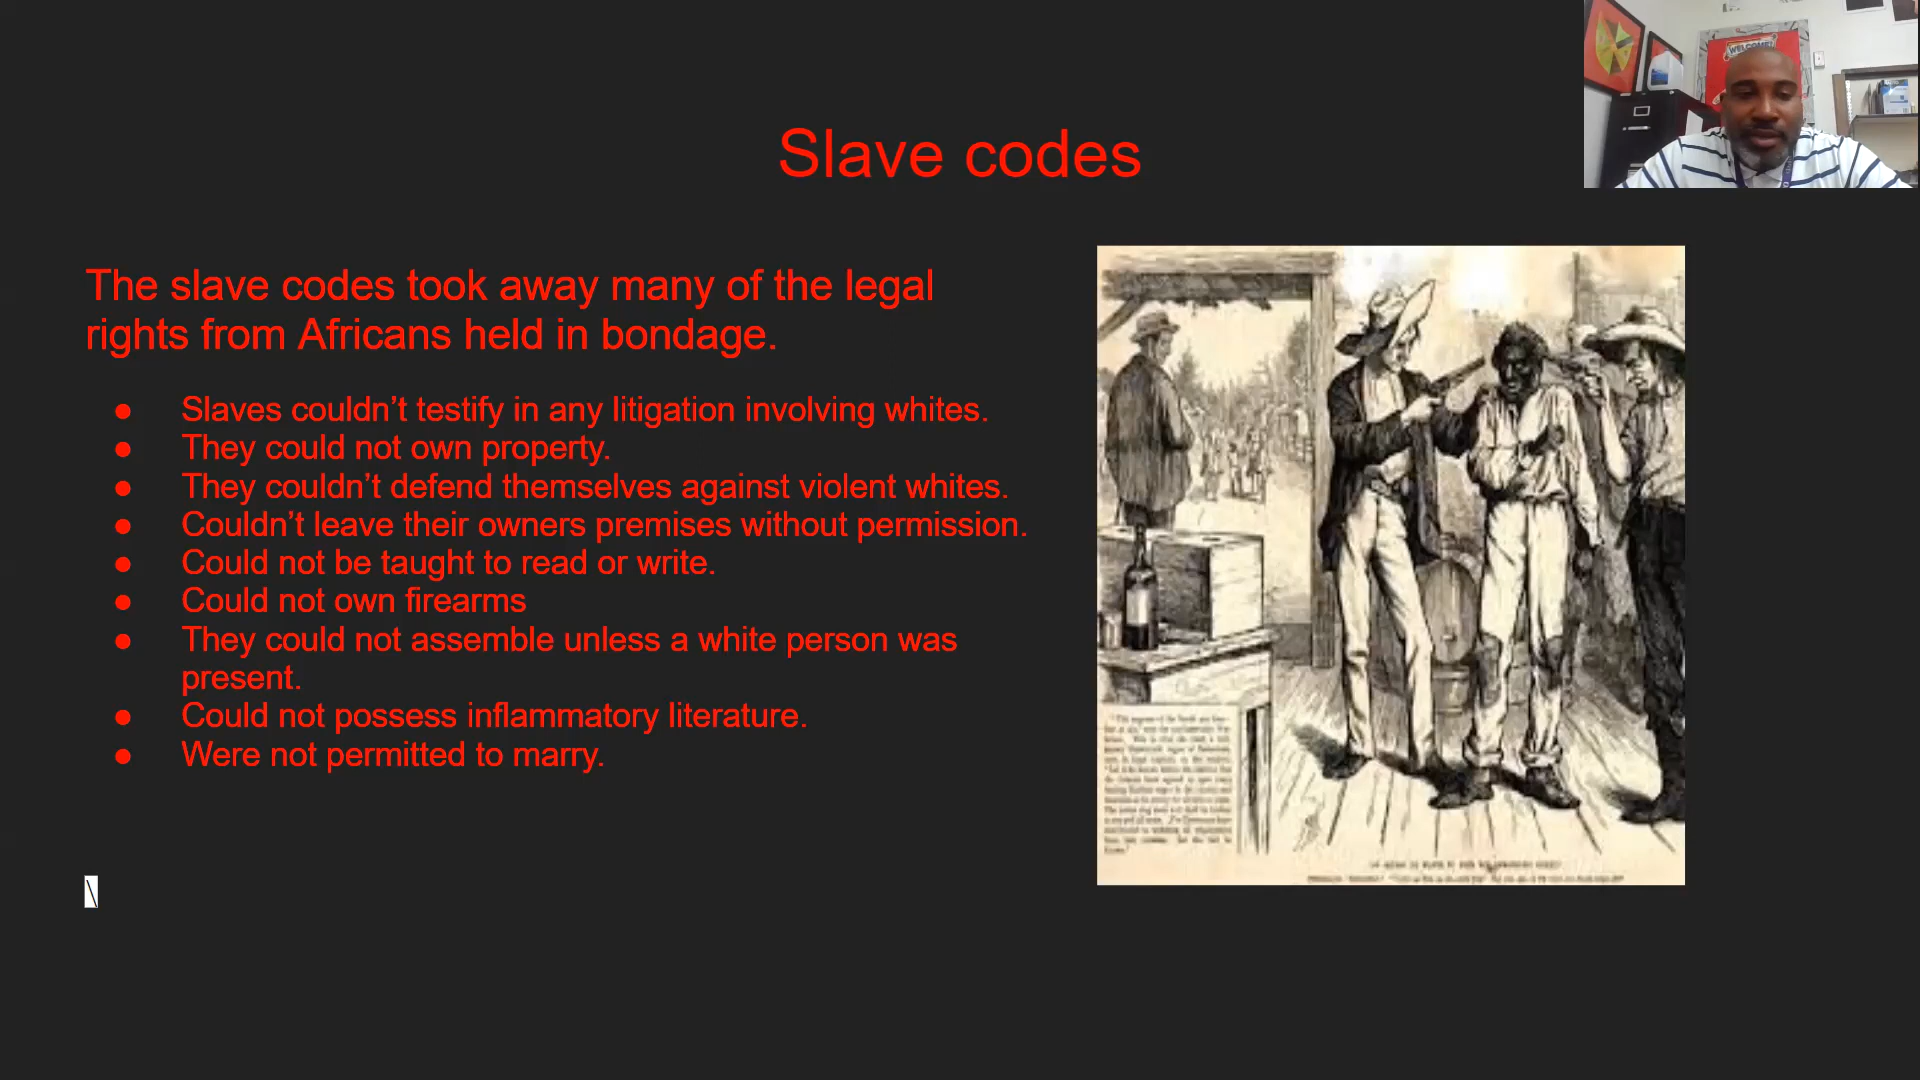 WELCOME!
Slave codes
The slave codes took away many of the legal
rights from Africans held in bondage.
● Slaves couldn’t testify in any litigation involving whites.
● They could not own property.
● They couldn’t defend themselves against violent whites.
● Couldn’t leave their owners premises without permission.
● Could not be taught to read or write.
● Could not own firearms
● They could not assemble unless a white person was
present.
● Could not possess inflammatory literature.
● Were not permitted to marry.
\